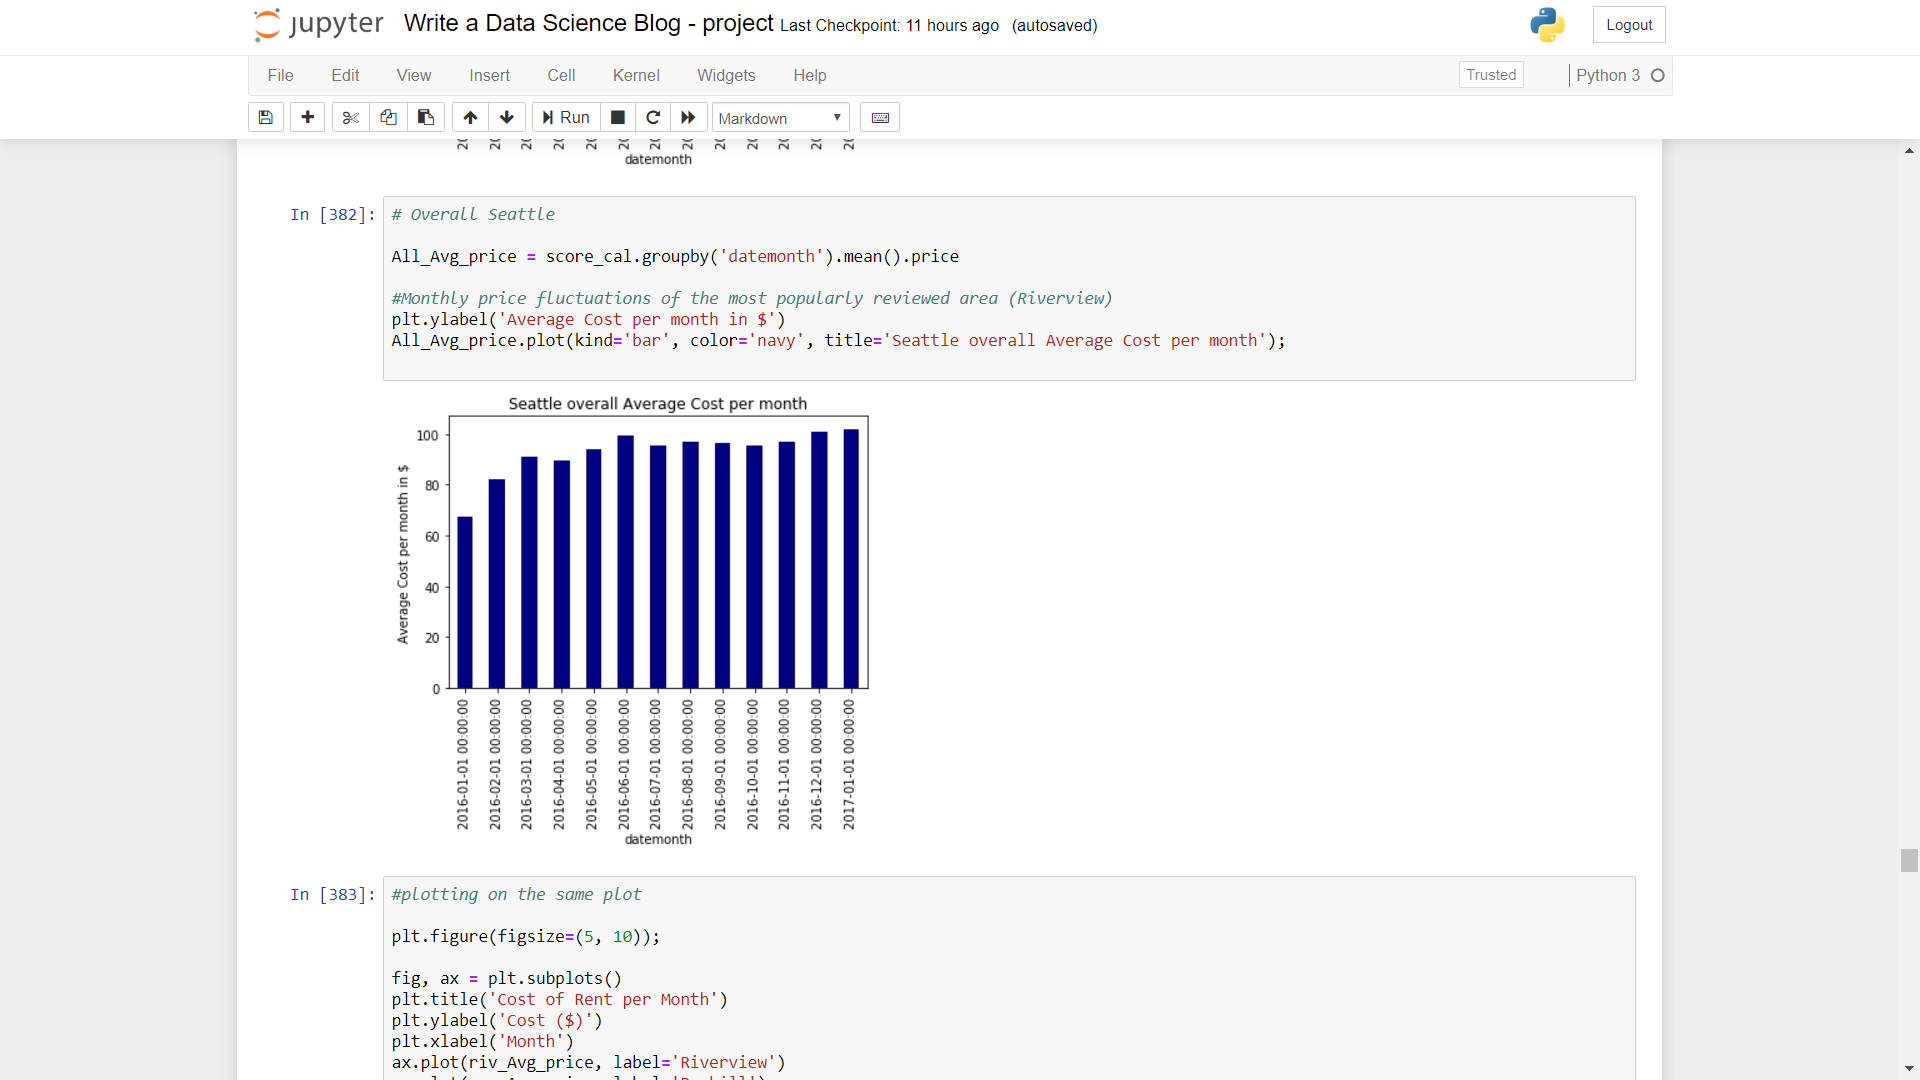 jupyter Write a Data Science Blog - project Last Checkpoint: 11 hours ago (autosaved) Logout
File Edit View Insert Cell Kernel Widgets Help Trusted Python 3
Run Markdown
datemonth
In [382]: # Overall Seattle
All_Avg_price = score_cal.groupby('datemonth').mean().price
#Monthly price fluctuations of the most popularly reviewed area (Riverview)
plt.ylabel('Average Cost per month in $')
All_Avg_price.plot(kind='bar', color='navy', title='Seattle overall Average Cost per month');
Seattle overall Average Cost per month
Average Cost per month in $
100
80
60
40
20
0
2016-01-01 00:00:00
2016-02-01 00:00:00
2016-03-01 00:00:00
2016-04-01 00:00:00
2016-05-01 00:00:00
2016-06-01 00:00:00
2016-07-01 00:00:00
2016-08-01 00:00:00
2016-09-01 00:00:00
2016-10-01 00:00:00
2016-11-01 00:00:00
2016-12-01 00:00:00
2017-01-01 00:00:00
datemonth
In [383]: #plotting on the same plot
plt.figure(figsize=(5, 10));
fig, ax = plt.subplots()
plt.title('Cost of Rent per Month')
plt.ylabel('Cost ($)')
plt.xlabel('Month')
ax.plot(riv_Avg_price, label='Riverview')